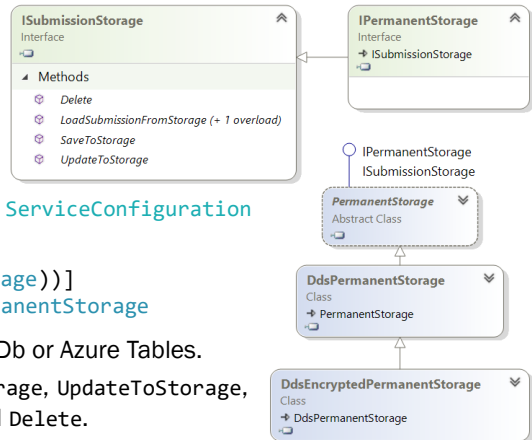 ISubmissionStorage
Interface
Methods
Delete
LoadSubmissionFromStorage (+ 1 overload)
SaveToStorage
UpdateToStorage
IPermanentStorage
Interface
ISubmissionStorage
IPermanentStorage
ISubmissionStorage
PermanentStorage
Abstract Class
DdsPermanentStorage
Class
PermanentStorage
DdsEncryptedPermanentStorage
Class
DdsPermanentStorage
ServiceConfiguration
age))]
anentStorage
Db or Azure Tables.
rage, UpdateToStorage,
Delete.